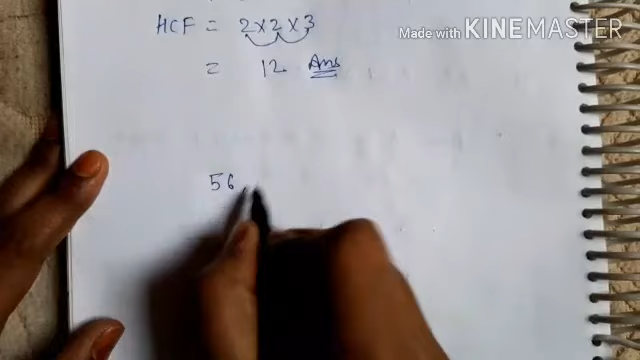 HCF = 2×2×3
Made with KINEMASTER
= 12 Ans
56